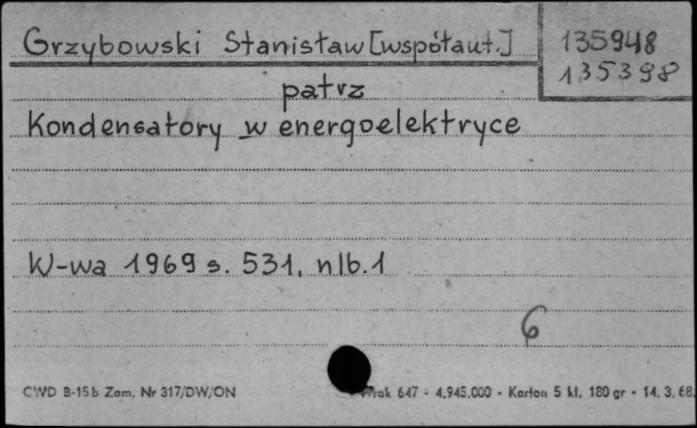 Grzybowski Stanisław [współaut.]
135948
135398
patrz
Kondensatory w energoelektryce
W-wa 1969 s. 531, nlb. 1
6
CWD B-15b Zam. Nr 317/DW/ON
647 - 4.945.000 - Karton 5 kl. 180 gr - 14. 3. 68.